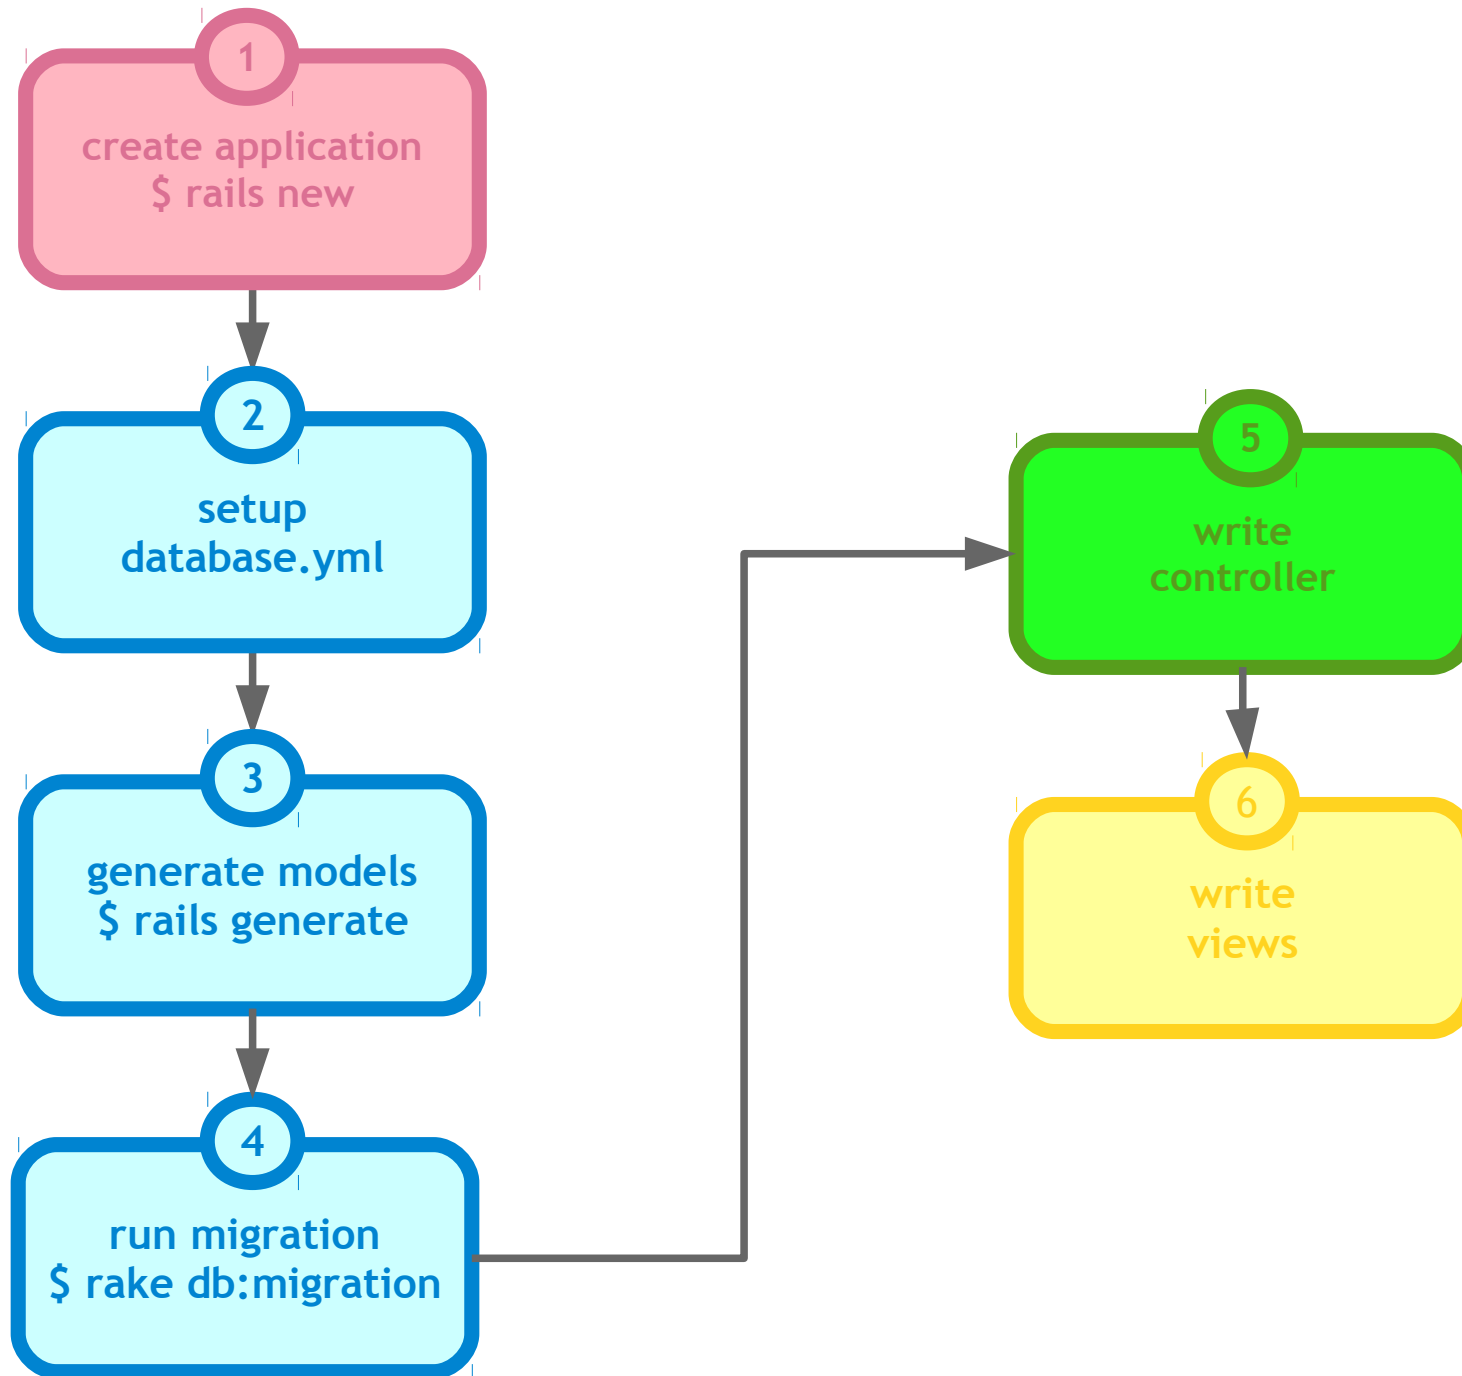 1
create application
$ rails new
2
setup
database.yml
3
generate models
$ rails generate
4
run migration
$ rake db:migration
5
write
controller
6
write
views